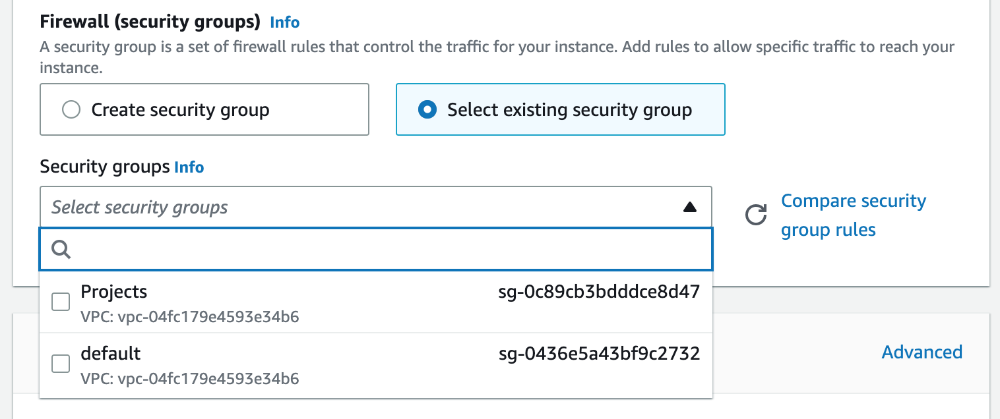 Firewall (security groups) Info
A security group is a set of firewall rules that control the traffic for your instance. Add rules to allow specific traffic to reach your
instance.
Create security group
Select existing security group
Security groups Info
Select security groups
Compare security
group rules
Projects sg-0c89cb3bdddce8d47
VPC: vpc-04fc179e4593e34b6
default sg-0436e5a43bf9c2732
VPC: vpc-04fc179e4593e34b6
Advanced